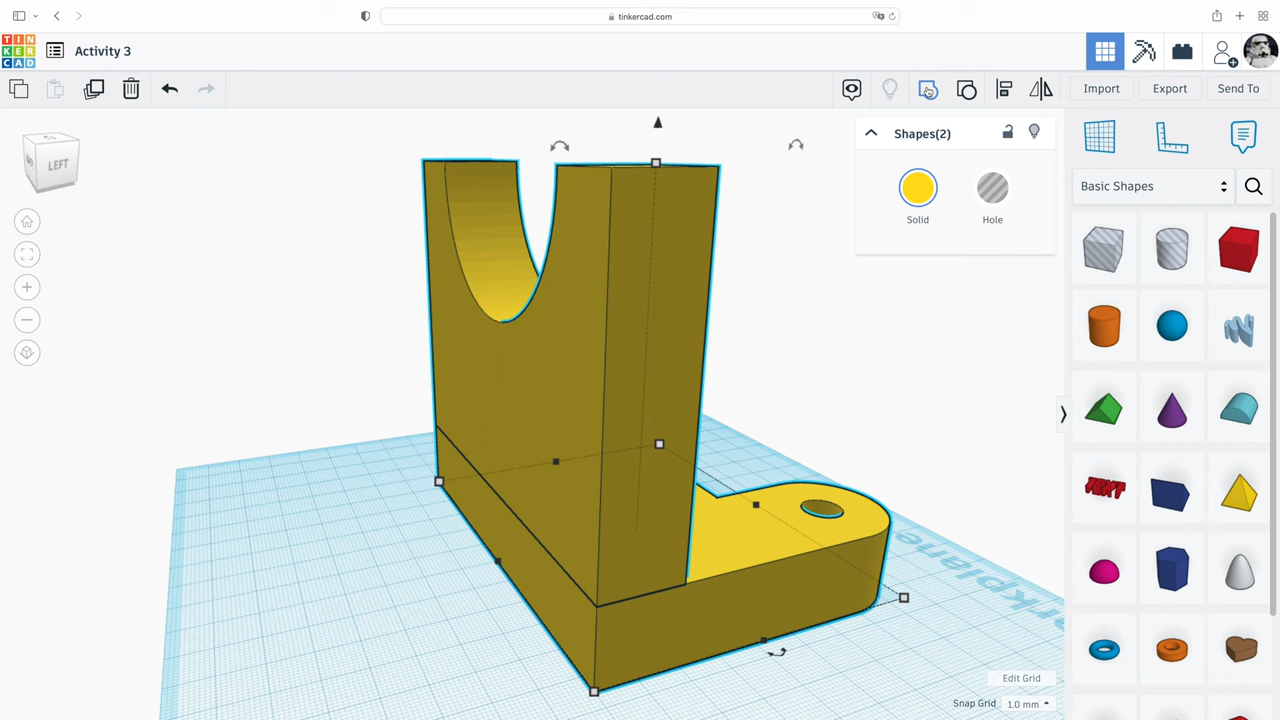 tinkercad.com
TIN
KER
CAD
Activity 3
Import
Export
Send To
LEFT
Shapes(2)
Solid
Hole
Basic Shapes
TEXT
Edit Grid
Snap Grid
1.0 mm